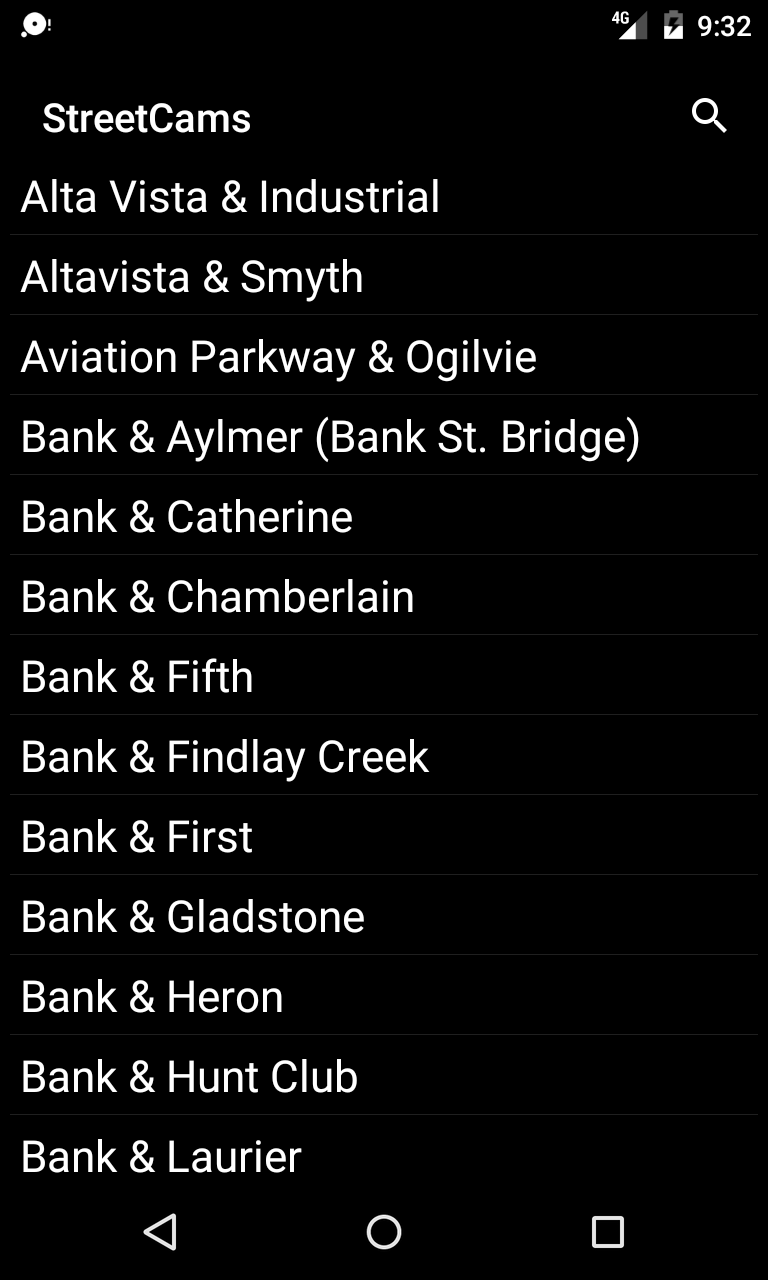 4G 9:32
StreetCams
Alta Vista & Industrial
Altavista & Smyth
Aviation Parkway & Ogilvie
Bank & Aylmer (Bank St. Bridge)
Bank & Catherine
Bank & Chamberlain
Bank & Fifth
Bank & Findlay Creek
Bank & First
Bank & Gladstone
Bank & Heron
Bank & Hunt Club
Bank & Laurier